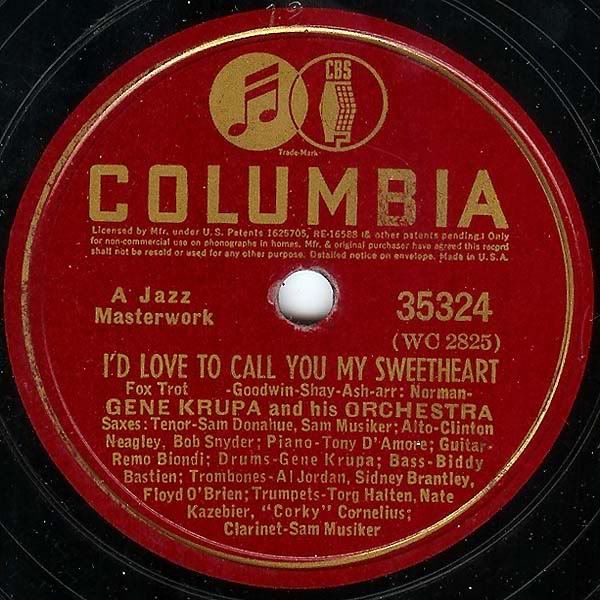 19
CBS
Trade-Mark
COLUMBIA
Licensed by Mfr. under U.S. Patents 1625705, RE-16588 (& other patents pending.) Only
for non-commercial use on phonographs in homes. Mfr. & original purchaser have agreed this record
shall not be resold or used for any other purpose. Detailed notice on envelope. Made in U.S.A.
A Jazz
Masterwork
35324
(WC 2825)
I'D LOVE TO CALL YOU MY SWEETHEART
Fox Trot -Goodwin-Shay-Ash-arr: Norman-
GENE KRUPA and his ORCHESTRA
Saxes: Tenor-Sam Donahue, Sam Musiker; Alto-Clinton
Neagley, Bob Snyder; Piano-Tony D'Amore; Guitar-
Remo Biondi; Drums-Gene Krupa; Bass-Biddy
Bastien; Trombones-Al Jordan, Sidney Brantley,
Floyd O'Brien; Trumpets-Torg Halten, Nate
Kazebier, "Corky" Cornelius;
Clarinet-Sam Musiker